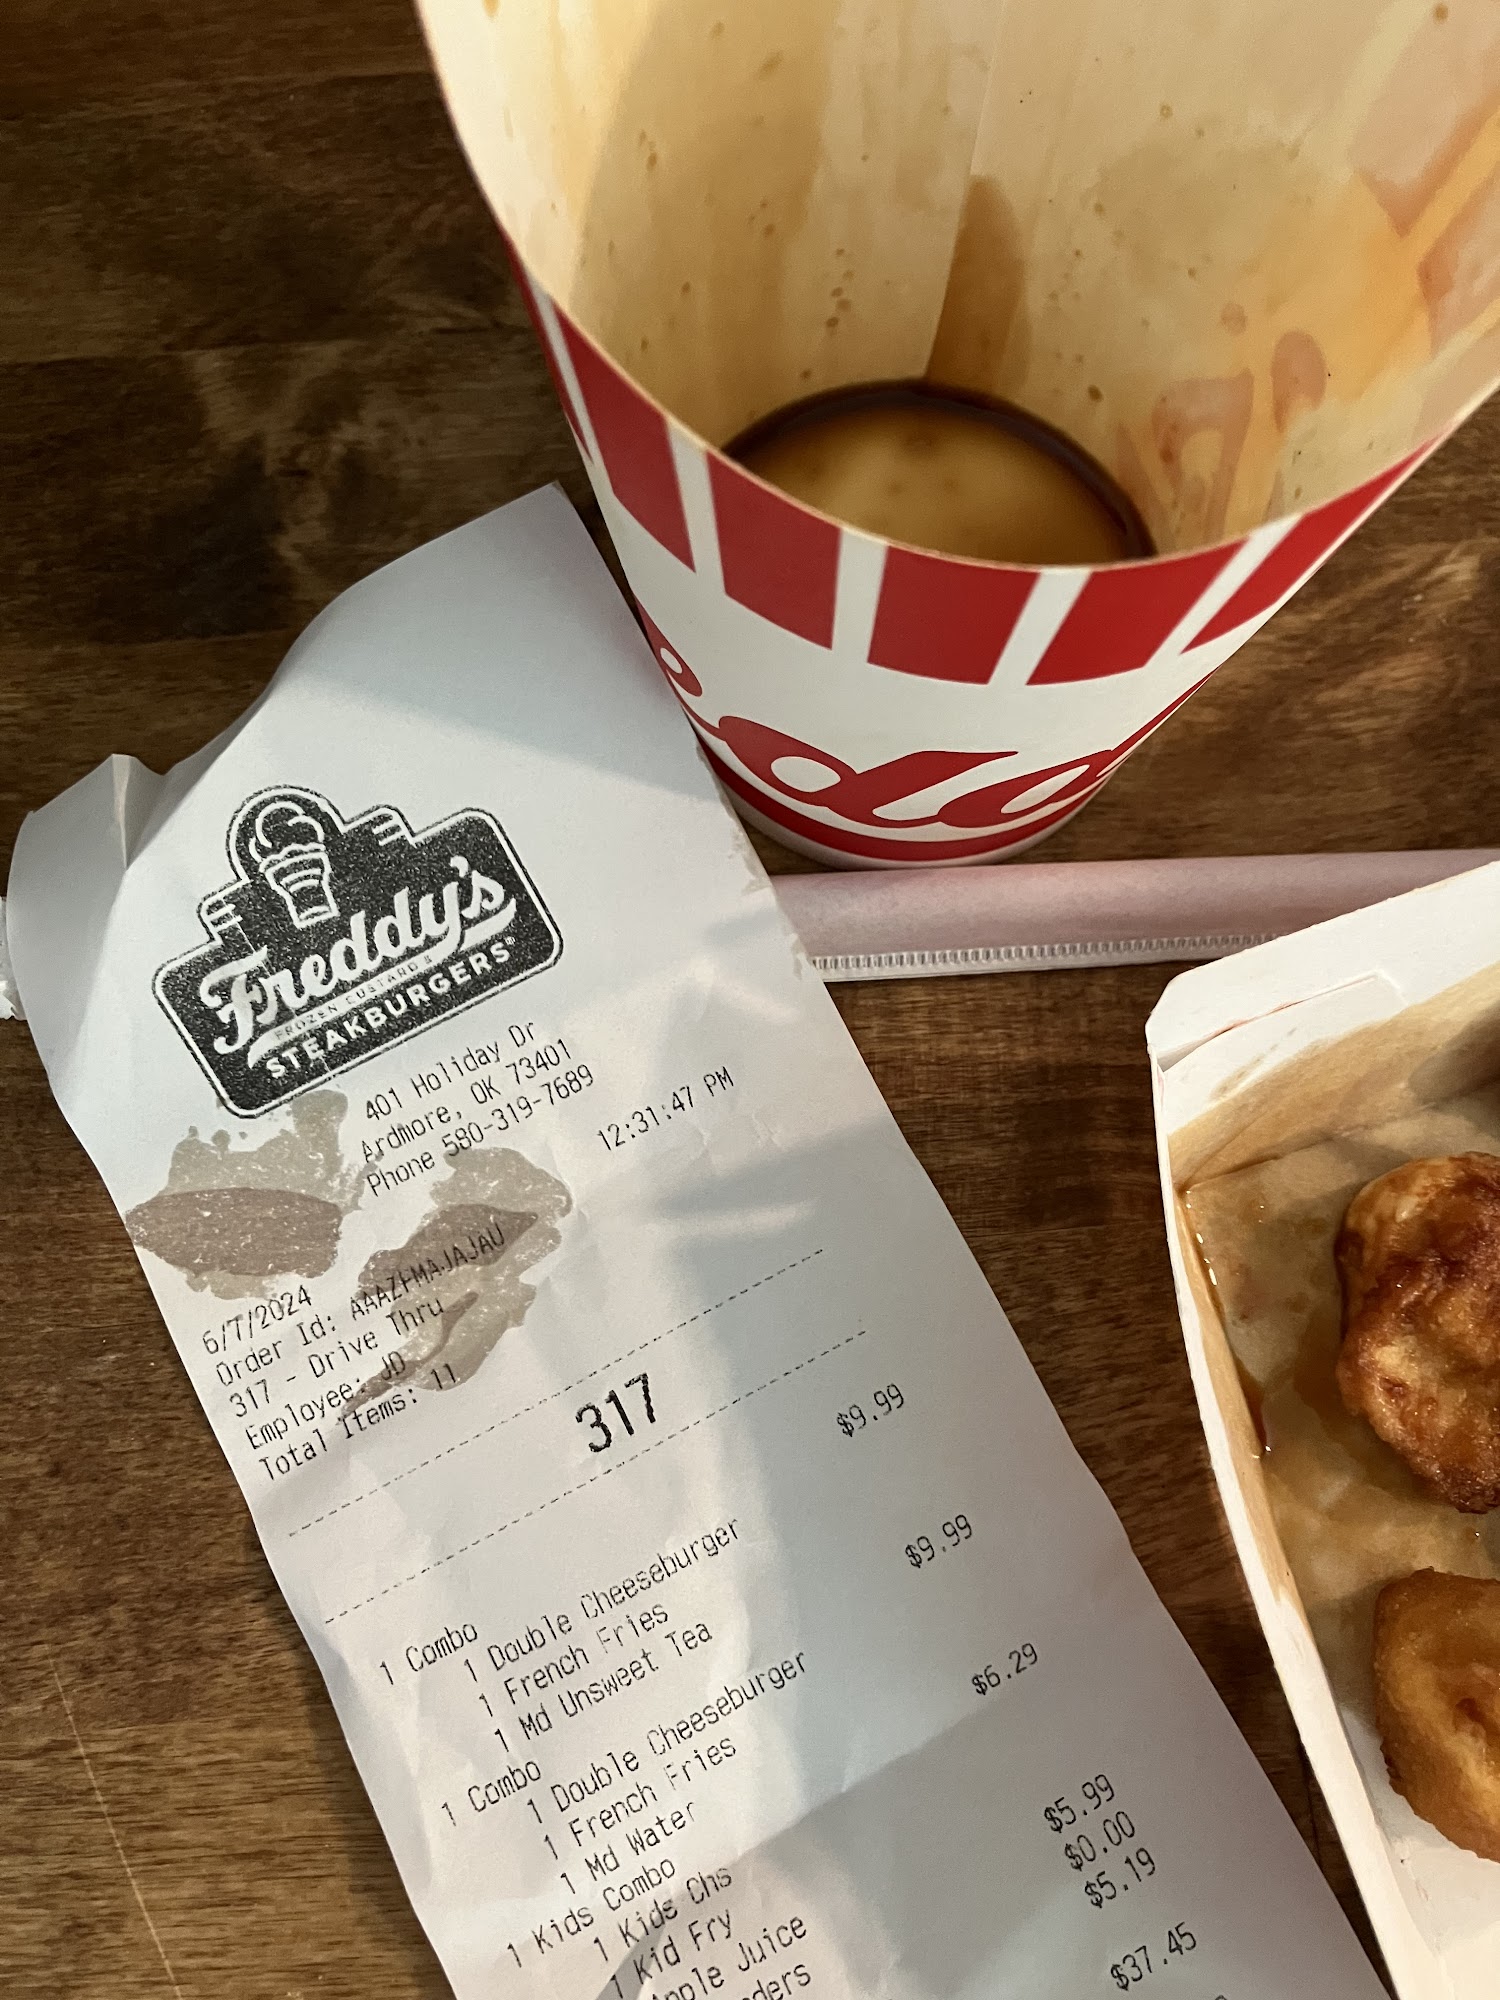 Freddy's
FROZEN CUSTARD &
STEAKBURGERS
401 Holiday Dr
Ardmore, OK 73401
Phone 580-319-7689
6/7/2024 12:31:47 PM
Order Id: AAAZHMAJAJAU
317 - Drive Thru
Employee: JD
Total Items: 11
317
1 Combo $9.99
1 Double Cheeseburger
1 French Fries
1 Md Unsweet Tea
1 Combo $9.99
1 Double Cheeseburger
1 French Fries
1 Md Water
1 Kids Combo $6.29
1 Kids Chs
1 Kid Fry
Juice
$5.99
$0.00
$5.19
$37.45